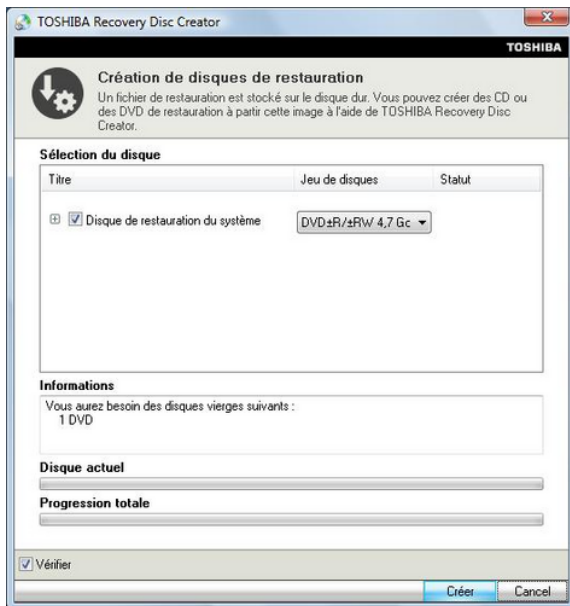 TOSHIBA Recovery Disc Creator
TOSHIBA
Création de disques de restauration
Un fichier de restauration est stocké sur le disque dur. Vous pouvez créer des CD ou
des DVD de restauration à partir cette image à l'aide de TOSHIBA Recovery Disc
Creator.
Sélection du disque
Titre Jeu de disques Statut
Disque de restauration du système DVD±R/±RW 4,7 Gc
Informations
Vous aurez besoin des disques vierges suivants :
1 DVD
Disque actuel
Progression totale
Vérifier
Créer Cancel